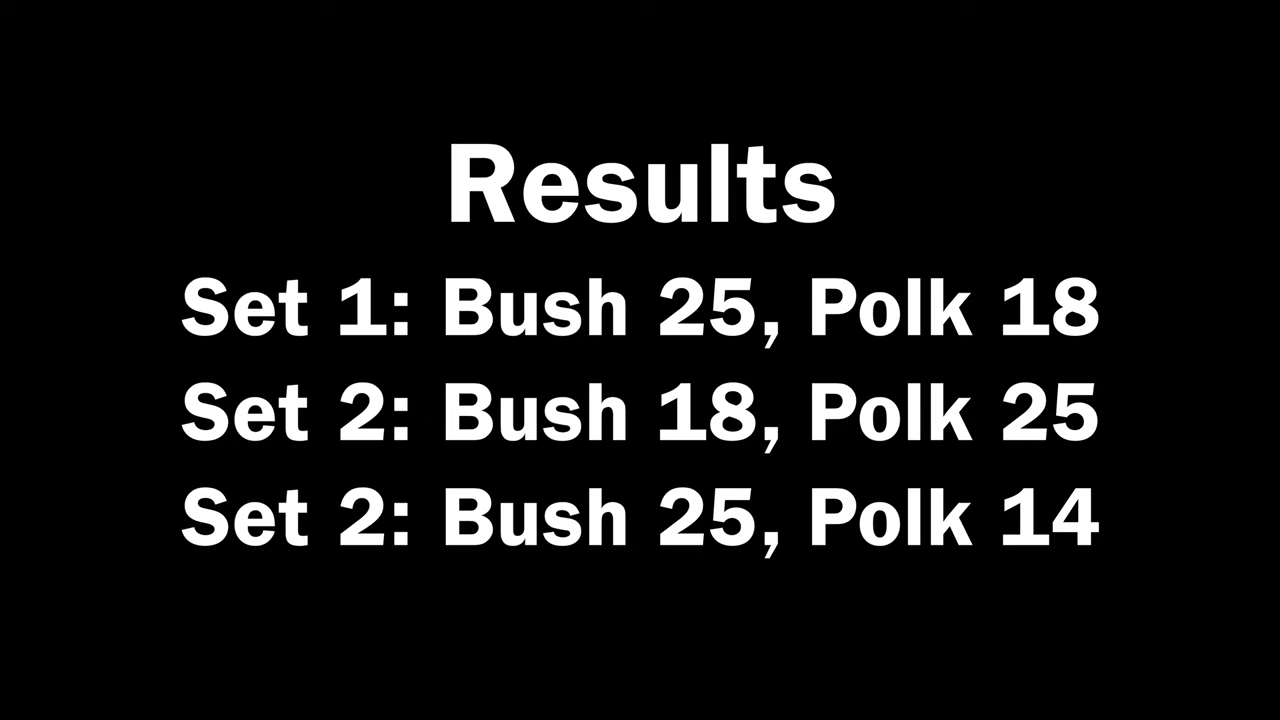 Results
Set 1: Bush 25, Polk 18
Set 2: Bush 18, Polk 25
Set 2: Bush 25, Polk 14